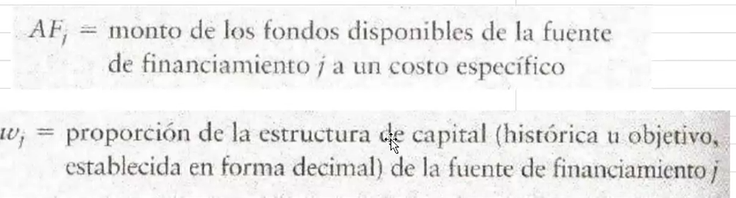 AFj = monto de los fondos disponibles de la fuente
de financiamiento j a un costo específico
wj = proporción de la estructura de capital (histórica u objetivo,
establecida en forma decimal) de la fuente de financiamiento j